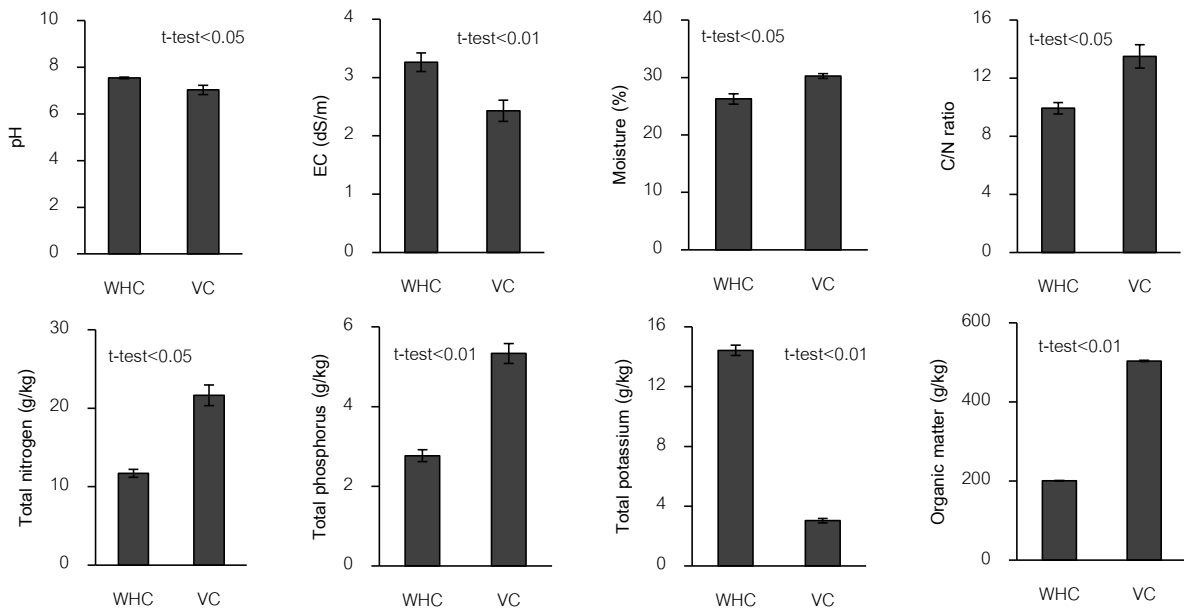 pH
10
8
6
4
2
0
t-test<0.05
WHC
VC
EC (dS/m)
4
3
2
1
0
t-test<0.01
WHC
VC
Moisture (%)
40
30
20
10
0
t-test<0.05
WHC
VC
C/N ratio
16
12
8
4
0
t-test<0.05
WHC
VC
Total nitrogen (g/kg)
30
20
10
0
t-test<0.05
WHC
VC
Total phosphorus (g/kg)
6
4
2
0
t-test<0.01
WHC
VC
Total potassium (g/kg)
16
12
8
4
0
t-test<0.01
WHC
VC
Organic matter (g/kg)
600
400
200
0
t-test<0.01
WHC
VC